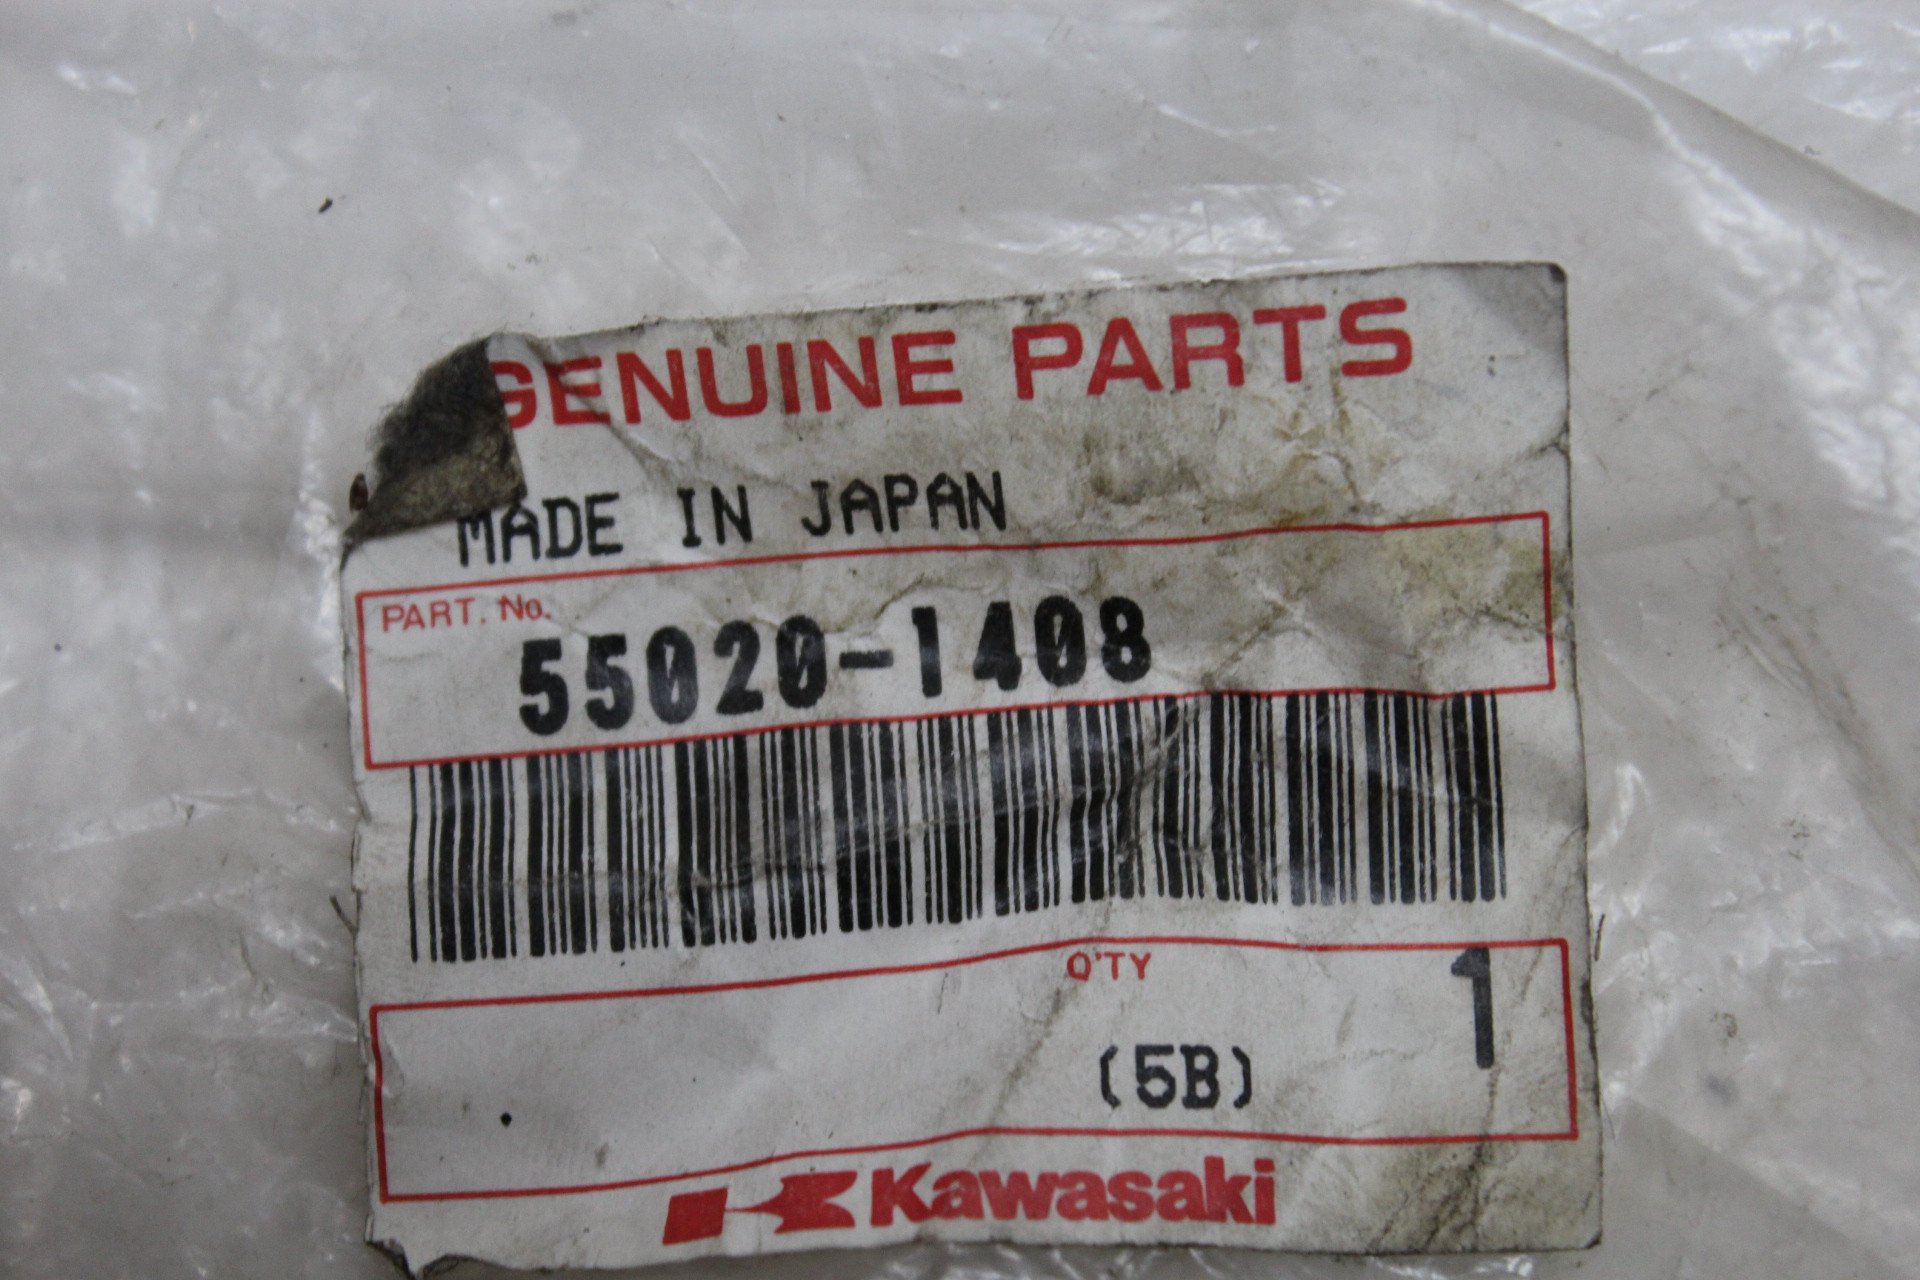 GENUINE PARTS
MADE IN JAPAN
PART. No.
55020-1408
Q'TY
1
(5B)
Kawasaki